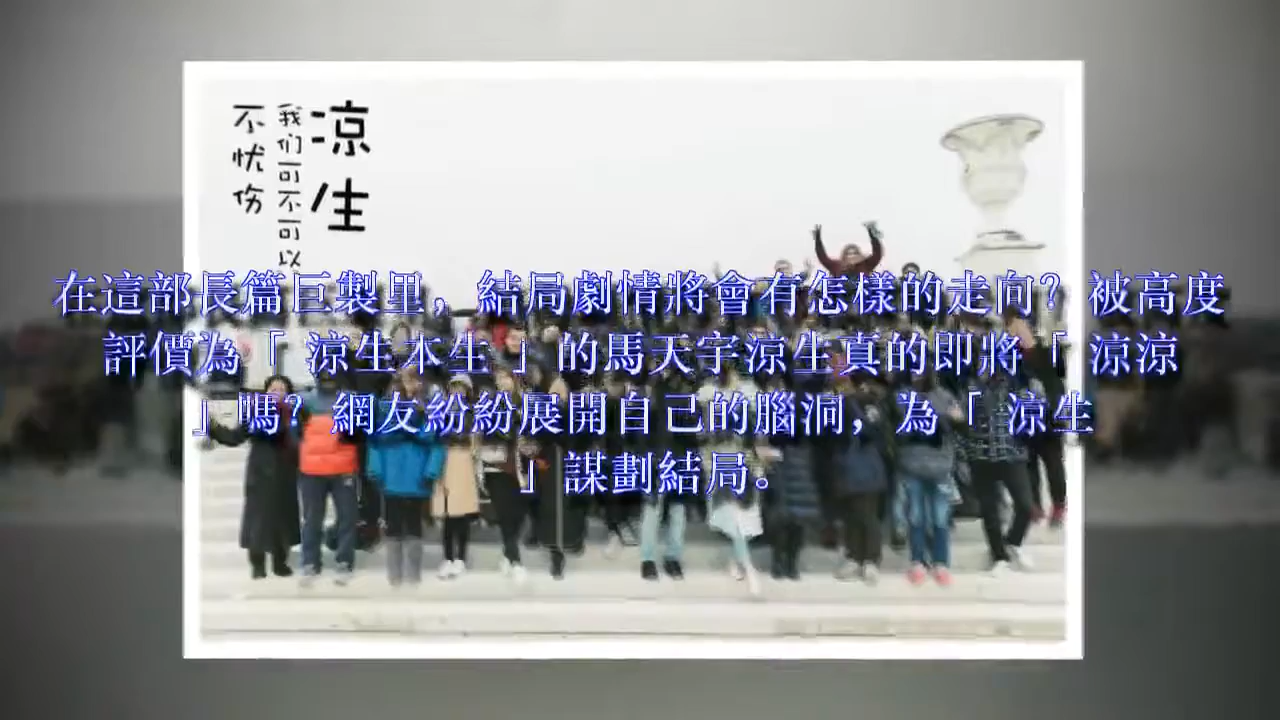 凉生
我们可不可以
不忧伤
在這部長篇巨製里，結局劇情將會有怎樣的走向？被高度
評價為「 涼生本生 」的馬天宇涼生真的即將「 涼涼
」嗎？網友紛紛展開自己的腦洞，為「 涼生
」謀劃結局。